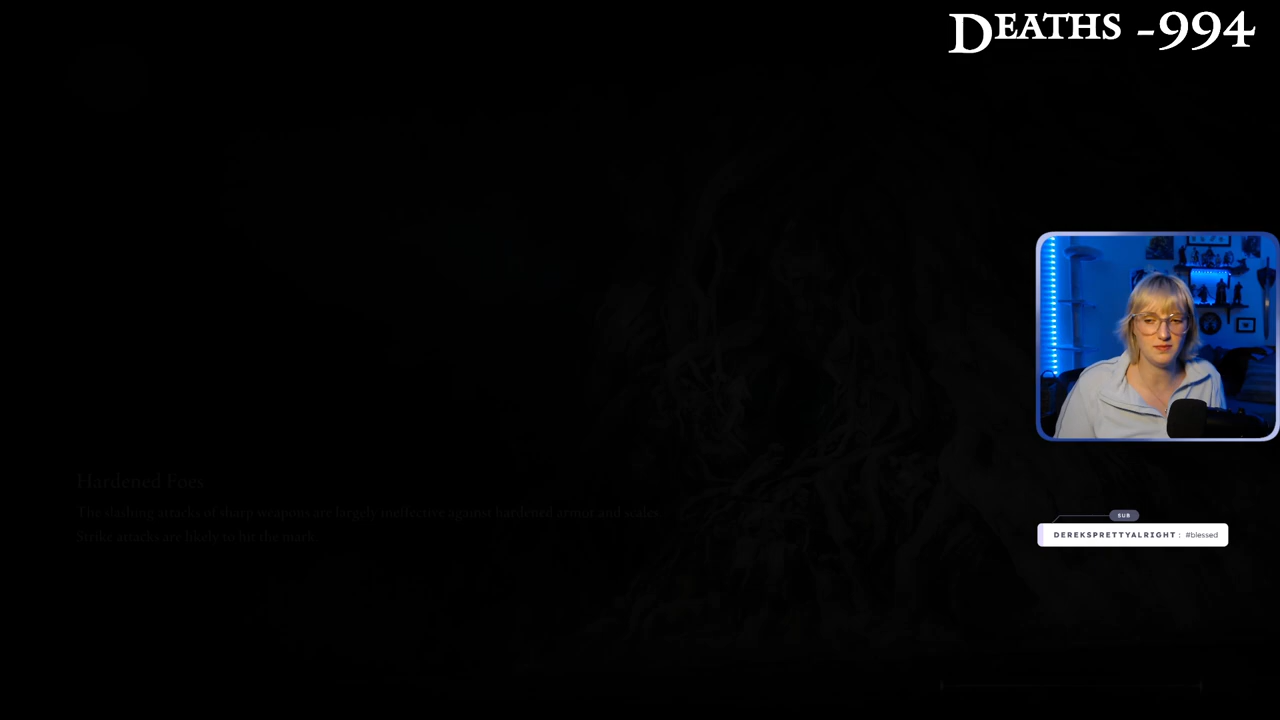 Deaths -994
Hardened Foes
The slashing attacks of sharp weapons are largely ineffective against hardened armor and scales.
Strike attacks are likely to hit the mark.
SUB
DEREKSPRETTYALRIGHT : #blessed